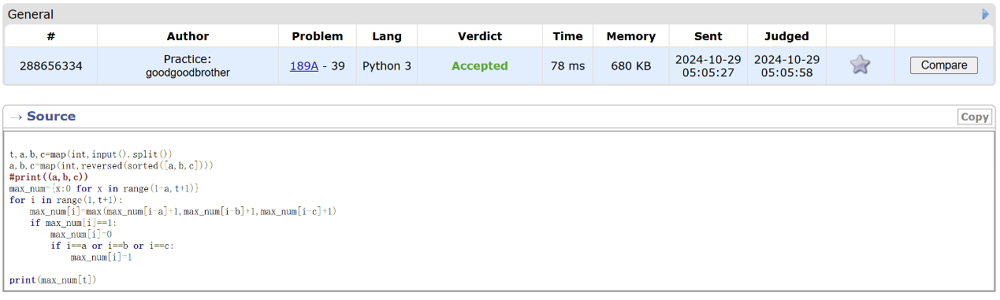 General
# Author Problem Lang Verdict Time Memory Sent Judged
288656334 Practice: goodgoodbrother 189A - 39 Python 3 Accepted 78 ms 680 KB 2024-10-29 05:05:27 2024-10-29 05:05:58 Compare
→ Source Copy
t,a,b,c=map(int,input().split())
a,b,c=map(int,reversed(sorted([a,b,c])))
#print((a,b,c))
max_num={x:0 for x in range(1-a,t+1)}
for i in range(1,t+1):
    max_num[i]=max(max_num[i-a]+1,max_num[i-b]+1,max_num[i-c]+1)
    if max_num[i]==1:
        max_num[i]=0
        if i==a or i==b or i==c:
            max_num[i]=1
print(max_num[t])